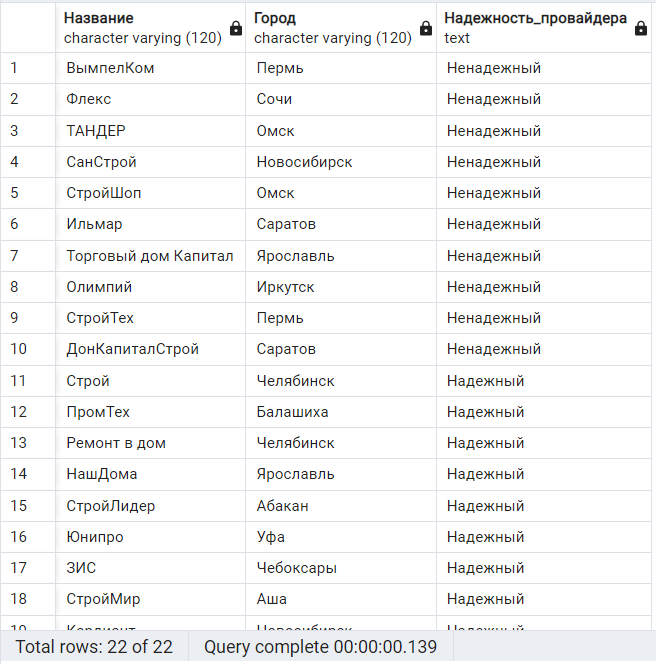 Название Город Надежность_провайдера
character varying (120) character varying (120) text
1 ВымпелКом Пермь Ненадежный
2 Флекс Сочи Ненадежный
3 ТАНДЕР Омск Ненадежный
4 СанСтрой Новосибирск Ненадежный
5 СтройШоп Омск Ненадежный
6 Ильмар Саратов Ненадежный
7 Торговый дом Капитал Ярославль Ненадежный
8 Олимпий Иркутск Ненадежный
9 СтройТех Пермь Ненадежный
10 ДонКапиталСтрой Саратов Ненадежный
11 Строй Челябинск Надежный
12 ПромТех Балашиха Надежный
13 Ремонт в дом Челябинск Надежный
14 НашДома Ярославль Надежный
15 СтройЛидер Абакан Надежный
16 Юнипро Уфа Надежный
17 ЗИС Чебоксары Надежный
18 СтройМир Аша Надежный
19 Новосибирск Надежный
Total rows: 22 of 22 Query complete 00:00:00.139